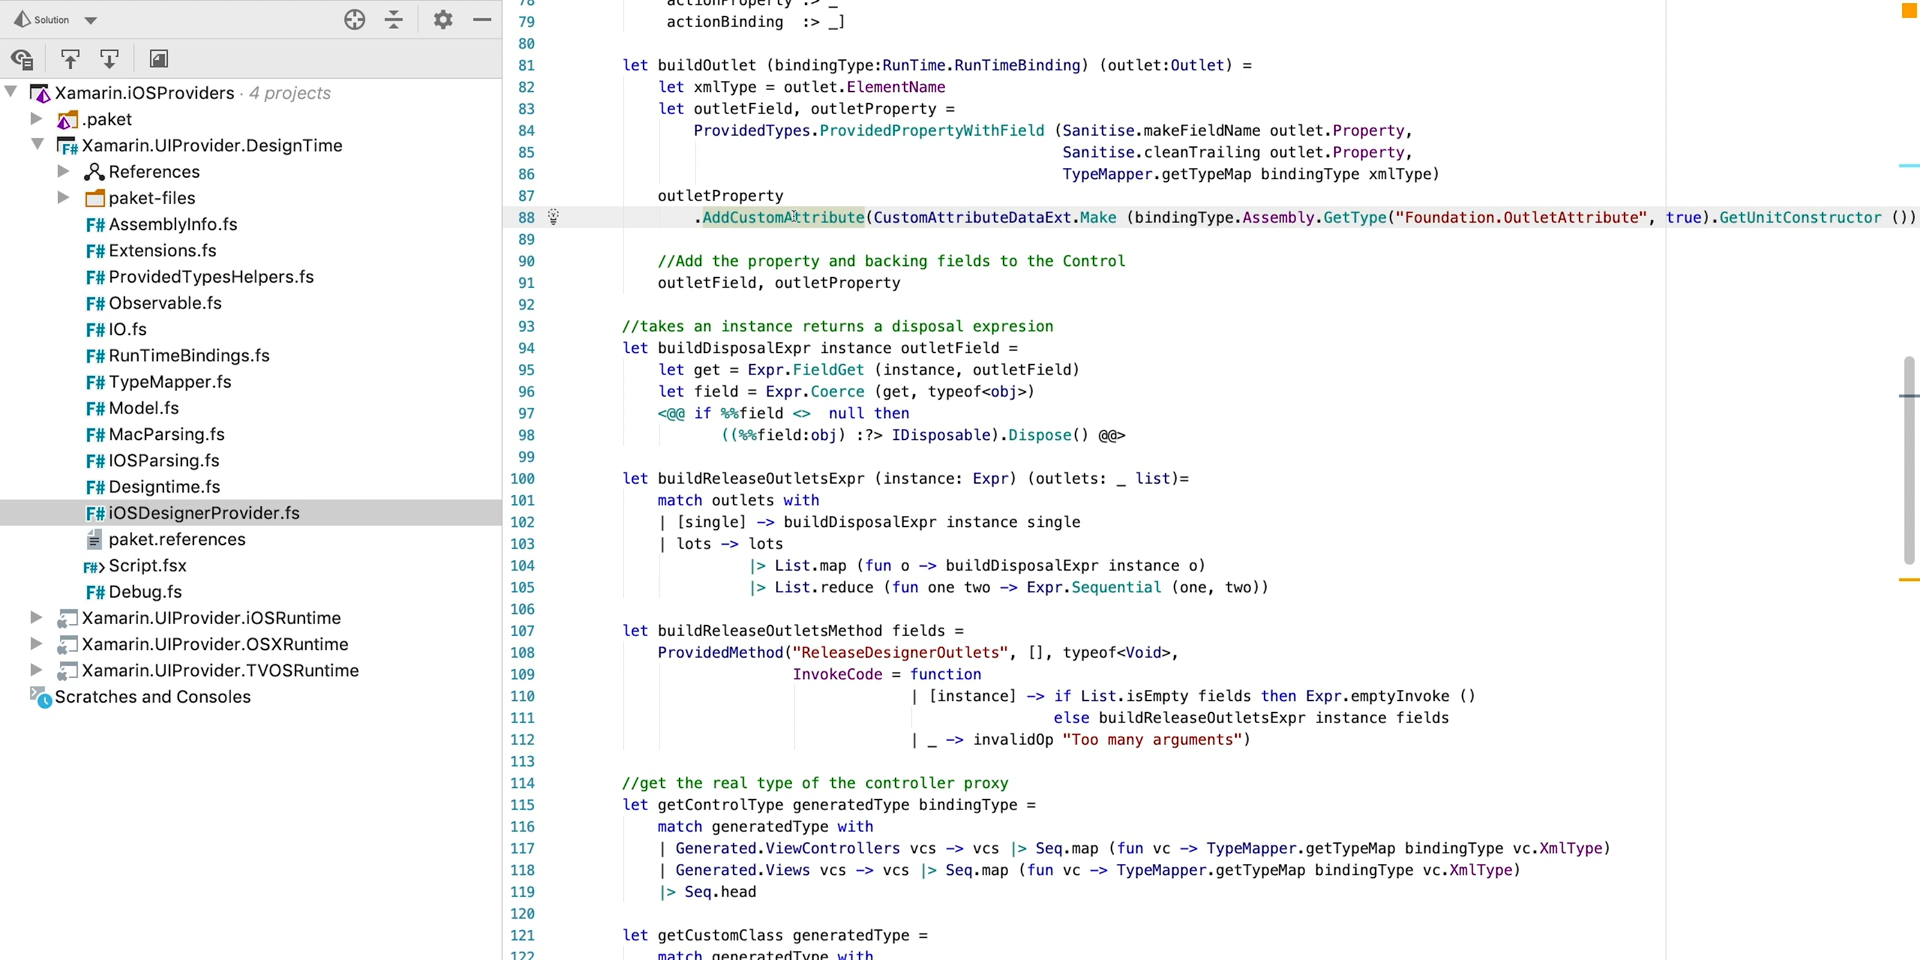 Solution
Xamarin.iOSProviders · 4 projects
.paket
F# Xamarin.UIProvider.DesignTime
References
paket-files
F# AssemblyInfo.fs
F# Extensions.fs
F# ProvidedTypesHelpers.fs
F# Observable.fs
F# IO.fs
F# RunTimeBindings.fs
F# TypeMapper.fs
F# Model.fs
F# MacParsing.fs
F# IOSParsing.fs
F# Designtime.fs
F# iOSDesignerProvider.fs
paket.references
F#> Script.fsx
F# Debug.fs
Xamarin.UIProvider.iOSRuntime
Xamarin.UIProvider.OSXRuntime
Xamarin.UIProvider.TVOSRuntime
Scratches and Consoles
78 actionProperty :> _
79 actionBinding  :> _]
80
81 let buildOutlet (bindingType:RunTime.RunTimeBinding) (outlet:Outlet) =
82 let xmlType = outlet.ElementName
83 let outletField, outletProperty =
84 ProvidedTypes.ProvidedPropertyWithField (Sanitise.makeFieldName outlet.Property,
85 Sanitise.cleanTrailing outlet.Property,
86 TypeMapper.getTypeMap bindingType xmlType)
87 outletProperty
88 .AddCustomAttribute(CustomAttributeDataExt.Make (bindingType.Assembly.GetType("Foundation.OutletAttribute", true).GetUnitConstructor ())
89
90 //Add the property and backing fields to the Control
91 outletField, outletProperty
92
93 //takes an instance returns a disposal expresion
94 let buildDisposalExpr instance outletField =
95 let get = Expr.FieldGet (instance, outletField)
96 let field = Expr.Coerce (get, typeof<obj>)
97 <@@ if %%field <>  null then
98 ((%%field:obj) :?> IDisposable).Dispose() @@>
99
100 let buildReleaseOutletsExpr (instance: Expr) (outlets: _ list)=
101 match outlets with
102 | [single] -> buildDisposalExpr instance single
103 | lots -> lots
104 |> List.map (fun o -> buildDisposalExpr instance o)
105 |> List.reduce (fun one two -> Expr.Sequential (one, two))
106
107 let buildReleaseOutletsMethod fields =
108 ProvidedMethod("ReleaseDesignerOutlets", [], typeof<Void>,
109 InvokeCode = function
110 | [instance] -> if List.isEmpty fields then Expr.emptyInvoke ()
111 else buildReleaseOutletsExpr instance fields
112 | _ -> invalidOp "Too many arguments")
113
114 //get the real type of the controller proxy
115 let getControlType generatedType bindingType =
116 match generatedType with
117 | Generated.ViewControllers vcs -> vcs |> Seq.map (fun vc -> TypeMapper.getTypeMap bindingType vc.XmlType)
118 | Generated.Views vcs -> vcs |> Seq.map (fun vc -> TypeMapper.getTypeMap bindingType vc.XmlType)
119 |> Seq.head
120
121 let getCustomClass generatedType =
122 match generatedType with